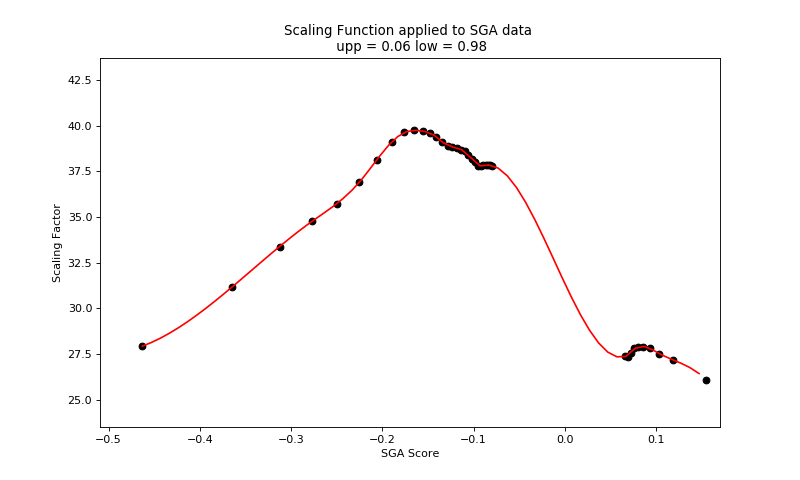 Scaling Function applied to SGA data
upp = 0.06 low = 0.98
42.5
40.0
37.5
35.0
32.5
30.0
27.5
25.0
Scaling Factor
−0.5 −0.4 −0.3 −0.2 −0.1 0.0 0.1
SGA Score